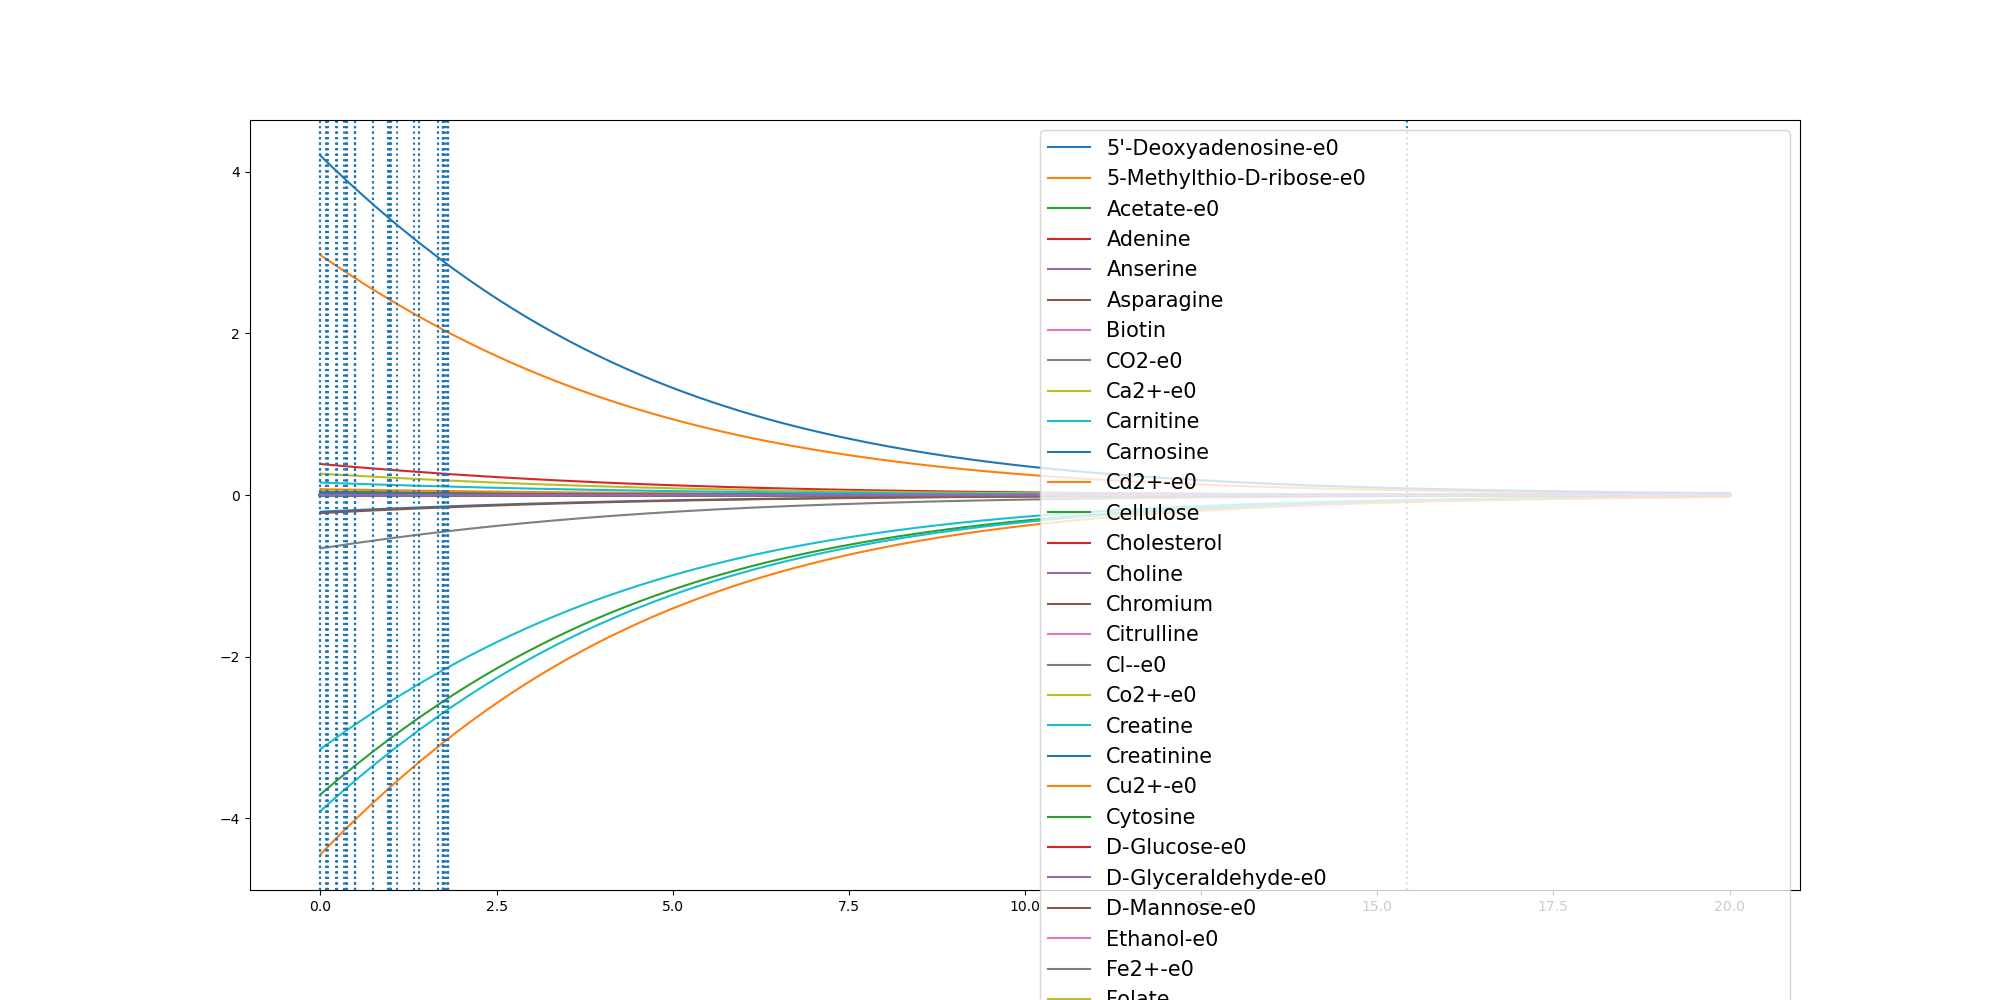 4
2
0
−2
−4
0.0
2.5
5.0
7.5
10.0
15.0
17.5
20.0
5'-Deoxyadenosine-e0
5-Methylthio-D-ribose-e0
Acetate-e0
Adenine
Anserine
Asparagine
Biotin
CO2-e0
Ca2+-e0
Carnitine
Carnosine
Cd2+-e0
Cellulose
Cholesterol
Choline
Chromium
Citrulline
Cl--e0
Co2+-e0
Creatine
Creatinine
Cu2+-e0
Cytosine
D-Glucose-e0
D-Glyceraldehyde-e0
D-Mannose-e0
Ethanol-e0
Fe2+-e0
Folate